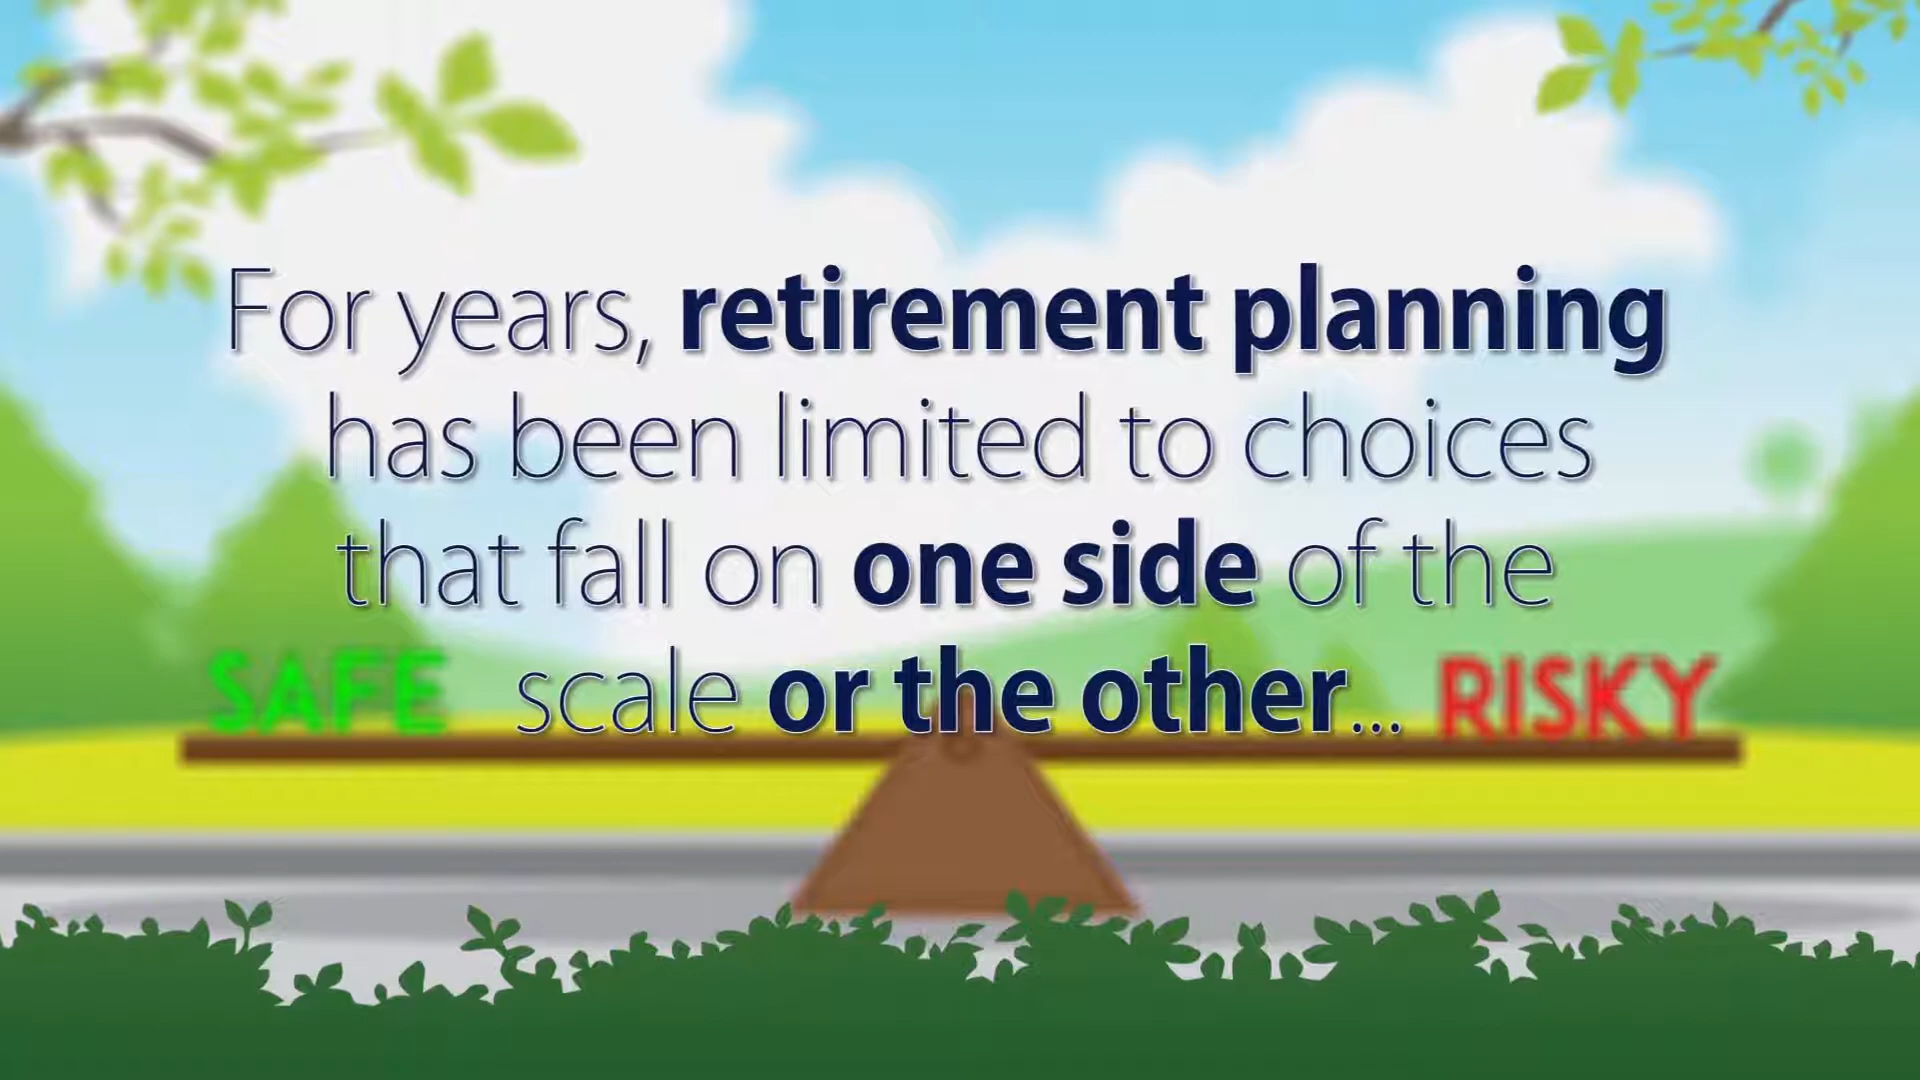 For years, retirement planning
has been limited to choices
that fall on one side of the
scale or the other...
SAFE
RISKY